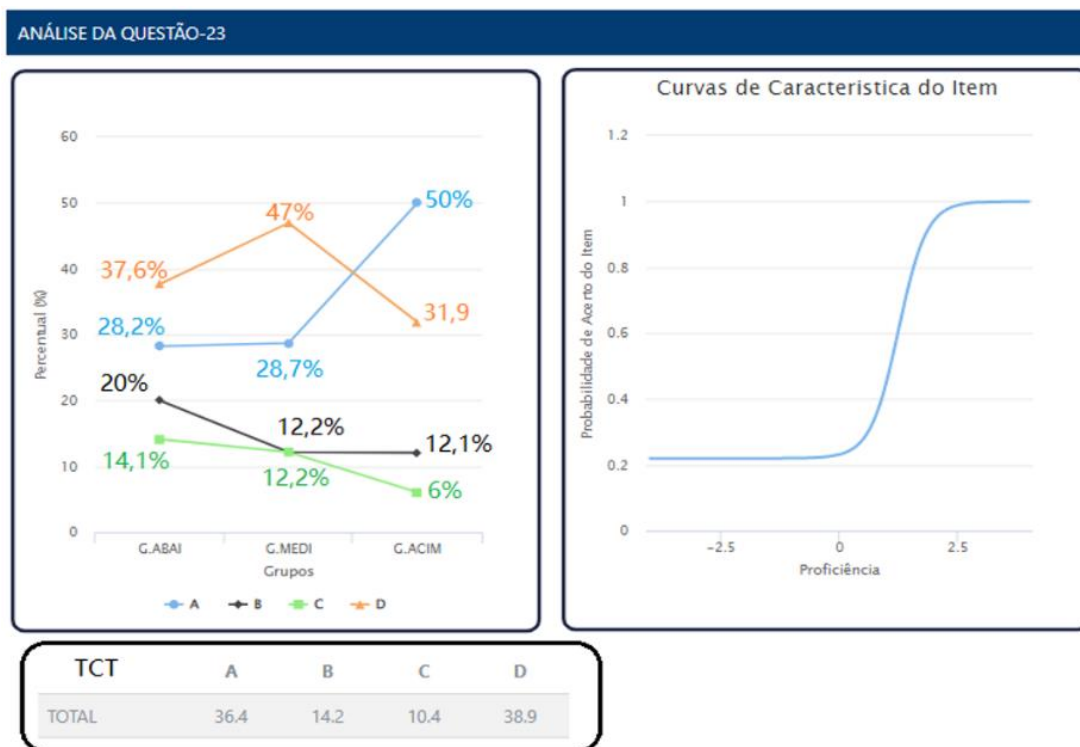 ANÁLISE DA QUESTÃO-23
60
50
40
30
20
10
0
Percentual (%)
37,6%
47%
31,9
28,2%
28,7%
50%
20%
12,2%
12,1%
14,1%
12,2%
6%
G.ABAI G.MEDI G.ACIM
Grupos
A B C D
Curvas de Caracteristica do Item
1.2
1
0.8
0.6
0.4
0.2
0
Probabilidade de Acerto do Item
-2.5 0 2.5
Proficiência
TCT A B C D
TOTAL 36.4 14.2 10.4 38.9